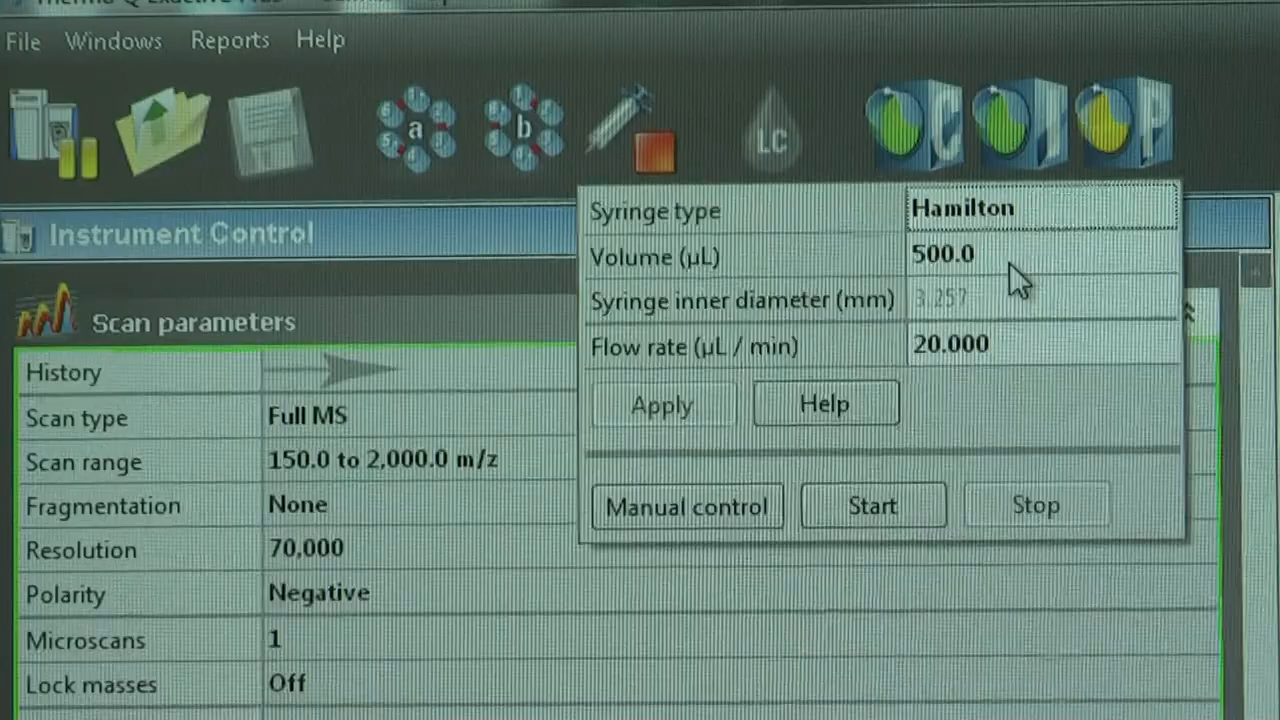 File Windows Reports Help
a b LC C I P
Instrument Control
Syringe type Hamilton
Volume (µL) 500.0
Syringe inner diameter (mm) 3.257
Flow rate (µL / min) 20.000
Apply Help
Manual control Start Stop
Scan parameters
History
Scan type Full MS
Scan range 150.0 to 2,000.0 m/z
Fragmentation None
Resolution 70,000
Polarity Negative
Microscans 1
Lock masses Off